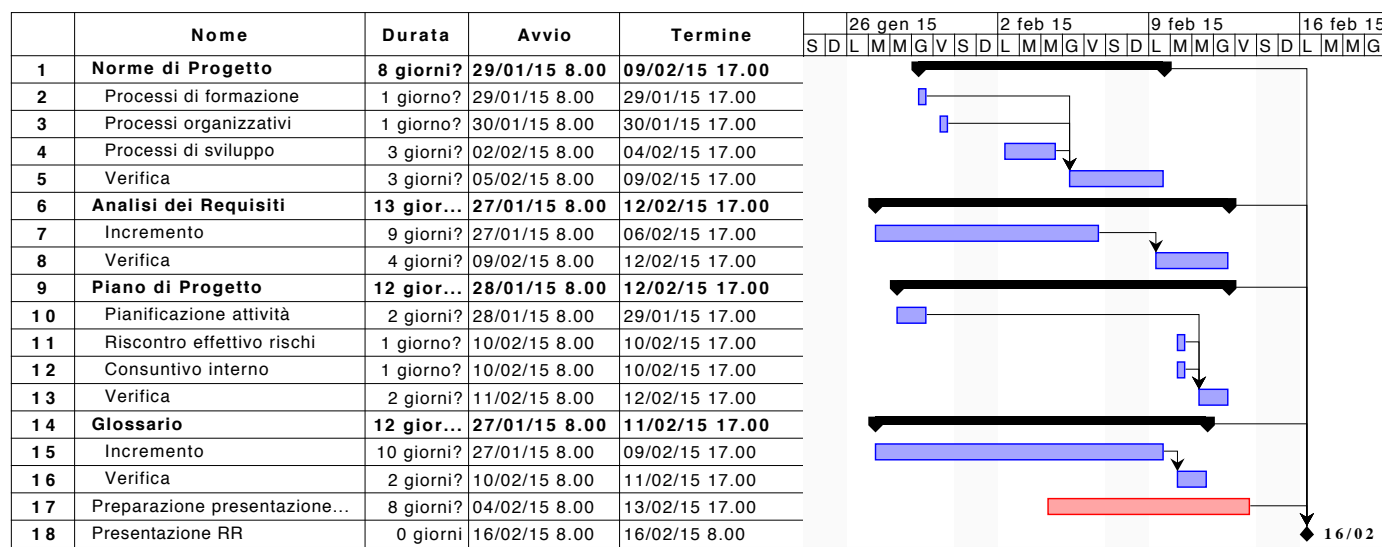 Nome Durata Avvio Termine 26 gen 15 2 feb 15 9 feb 15 16 feb 15
S D L M M G V S D L M M G V S D L M M G V S D L M M G
1 Norme di Progetto 8 giorni? 29/01/15 8.00 09/02/15 17.00
2 Processi di formazione 1 giorno? 29/01/15 8.00 29/01/15 17.00
3 Processi organizzativi 1 giorno? 30/01/15 8.00 30/01/15 17.00
4 Processi di sviluppo 3 giorni? 02/02/15 8.00 04/02/15 17.00
5 Verifica 3 giorni? 05/02/15 8.00 09/02/15 17.00
6 Analisi dei Requisiti 13 gior... 27/01/15 8.00 12/02/15 17.00
7 Incremento 9 giorni? 27/01/15 8.00 06/02/15 17.00
8 Verifica 4 giorni? 09/02/15 8.00 12/02/15 17.00
9 Piano di Progetto 12 gior... 28/01/15 8.00 12/02/15 17.00
10 Pianificazione attività 2 giorni? 28/01/15 8.00 29/01/15 17.00
11 Riscontro effettivo rischi 1 giorno? 10/02/15 8.00 10/02/15 17.00
12 Consuntivo interno 1 giorno? 10/02/15 8.00 10/02/15 17.00
13 Verifica 2 giorni? 11/02/15 8.00 12/02/15 17.00
14 Glossario 12 gior... 27/01/15 8.00 11/02/15 17.00
15 Incremento 10 giorni? 27/01/15 8.00 09/02/15 17.00
16 Verifica 2 giorni? 10/02/15 8.00 11/02/15 17.00
17 Preparazione presentazione... 8 giorni? 04/02/15 8.00 13/02/15 17.00
18 Presentazione RR 0 giorni 16/02/15 8.00 16/02/15 8.00 16/02